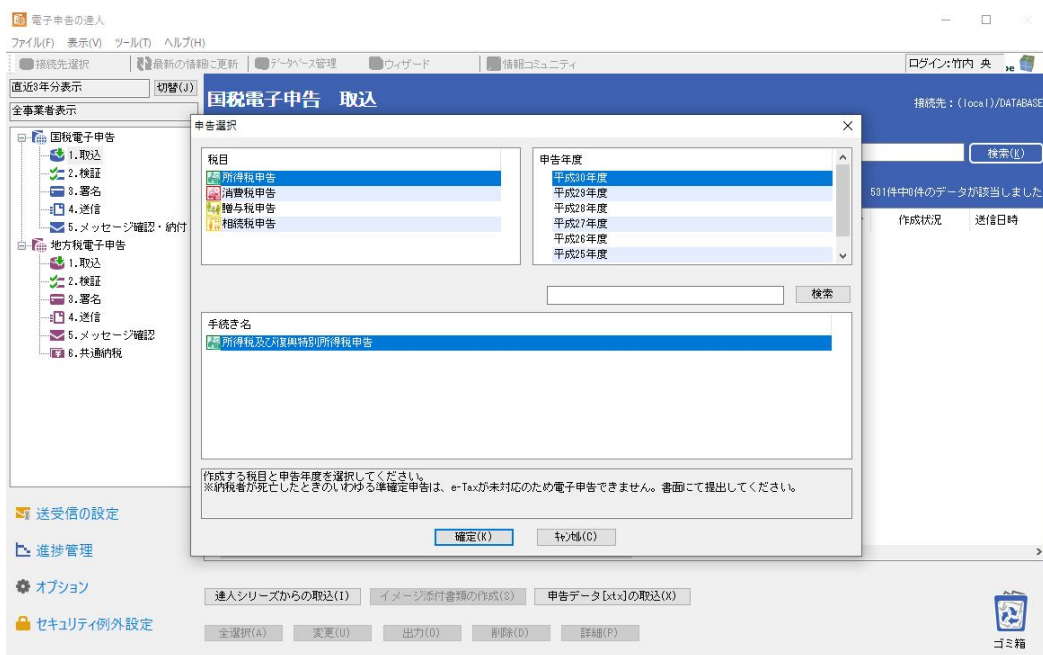 電子申告の達人
ファイル(F) 表示(V) ツール(T) ヘルプ(H)
接続先選択 最新の情報に更新 データベース管理 ウィザード 情報コミュニティ ログイン:竹内 央
直近3年分表示 切替(J)
全事業者表示
国税電子申告 取込
接続先：(local)/DATABASE
検索(K)
531件中0件のデータが該当しました
作成状況 送信日時
国税電子申告
1.取込
2.検証
3.署名
4.送信
5.メッセージ確認・納付
地方税電子申告
1.取込
2.検証
3.署名
4.送信
5.メッセージ確認
6.共通納税
申告選択
税目
所得税申告
消費税申告
贈与税申告
相続税申告
申告年度
平成30年度
平成29年度
平成28年度
平成27年度
平成26年度
平成25年度
検索
手続き名
所得税及び復興特別所得税申告
作成する税目と申告年度を選択してください。
※納税者が死亡したときのいわゆる準確定申告は、e-Taxが未対応のため電子申告できません。書面にて提出してください。
確定(K) ｷｬﾝｾﾙ(C)
送受信の設定
進捗管理
オプション
セキュリティ例外設定
達人シリーズからの取込(I) イメージ添付書類の作成(S) 申告データ[xtx]の取込(X)
全選択(A) 変更(U) 出力(O) 削除(D) 詳細(P)
ゴミ箱